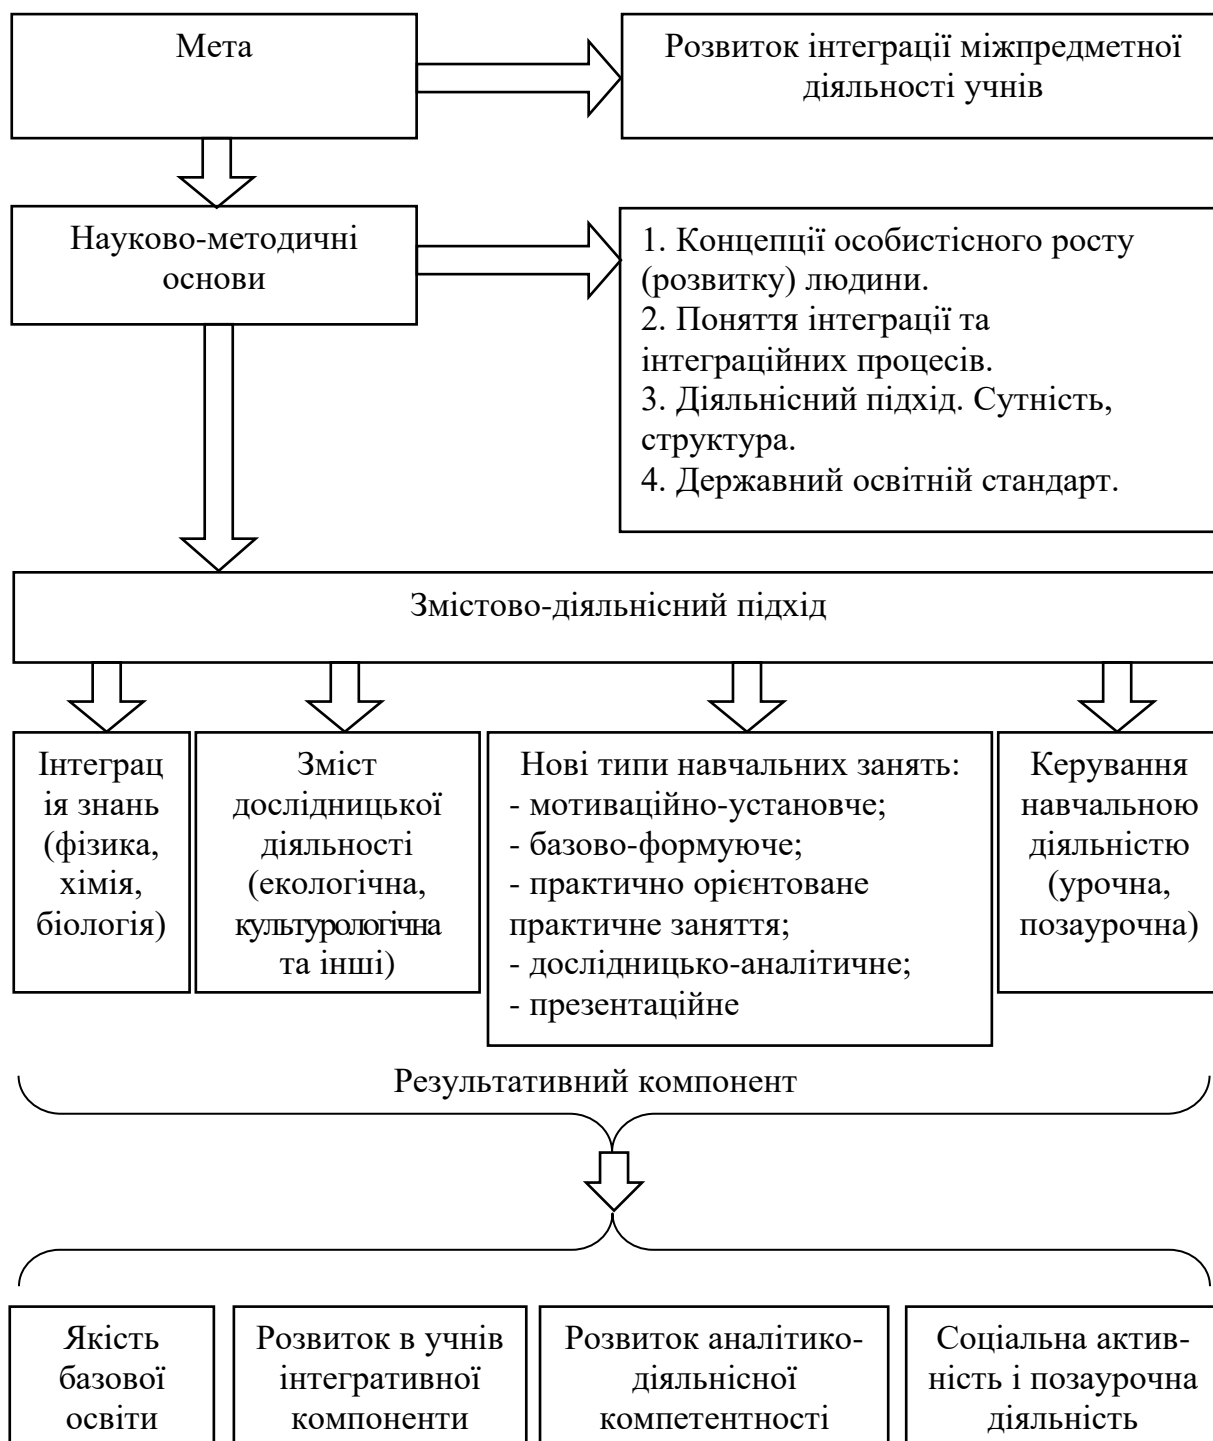 Мета
Розвиток інтеграції міжпредметної
діяльності учнів
Науково-методичні
основи
1. Концепції особистісного росту
(розвитку) людини.
2. Поняття інтеграції та
інтеграційних процесів.
3. Діяльнісний підхід. Сутність,
структура.
4. Державний освітній стандарт.
Змістово-діяльнісний підхід
Інтеграц
ія знань
(фізика,
хімія,
біологія)
Зміст
дослідницької
діяльності
(екологічна,
культурологічна
та інші)
Нові типи навчальних занять:
- мотиваційно-установче;
- базово-формуюче;
- практично орієнтоване
практичне заняття;
- дослідницько-аналітичне;
- презентаційне
Керування
навчальною
діяльністю
(урочна,
позаурочна)
Результативний компонент
Якість
базової
освіти
Розвиток в учнів
інтегративної
компоненти
Розвиток аналітико-
діяльнісної
компетентності
Соціальна актив-
ність і позаурочна
діяльність